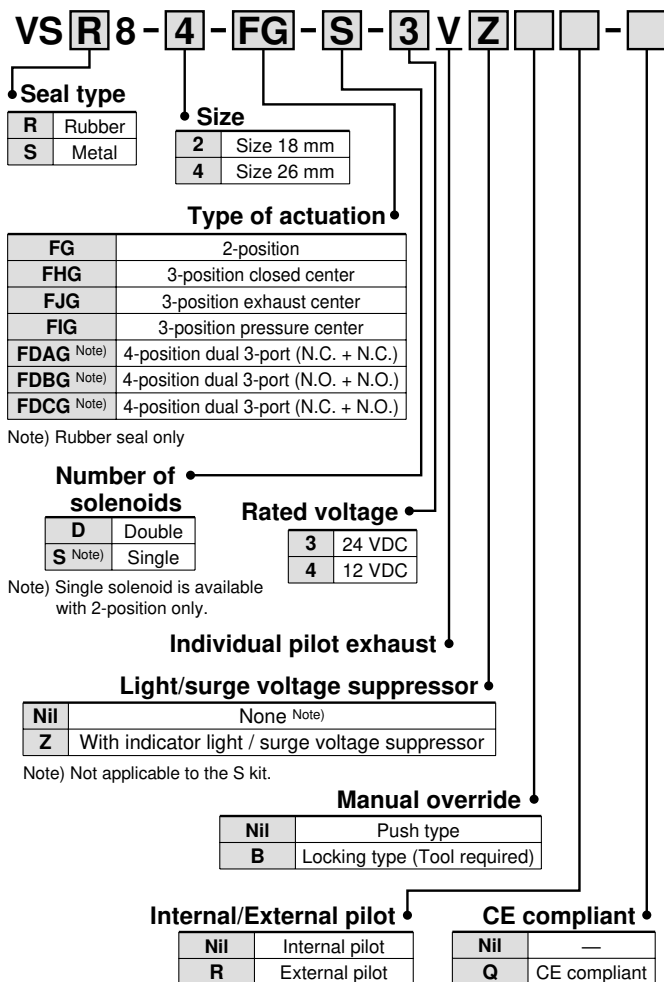 VS R 8 - 4 - FG - S - 3 V Z -
Seal type
R Rubber
S Metal
Size
2 Size 18 mm
4 Size 26 mm
Type of actuation
FG 2-position
FHG 3-position closed center
FJG 3-position exhaust center
FIG 3-position pressure center
FDAG Note) 4-position dual 3-port (N.C. + N.C.)
FDBG Note) 4-position dual 3-port (N.O. + N.O.)
FDCG Note) 4-position dual 3-port (N.C. + N.O.)
Note) Rubber seal only
Number of
solenoids
D Double
S Note) Single
Note) Single solenoid is available
with 2-position only.
Rated voltage
3 24 VDC
4 12 VDC
Individual pilot exhaust
Light/surge voltage suppressor
Nil None Note)
Z With indicator light / surge voltage suppressor
Note) Not applicable to the S kit.
Manual override
Nil Push type
B Locking type (Tool required)
Internal/External pilot
Nil Internal pilot
R External pilot
CE compliant
Nil —
Q CE compliant